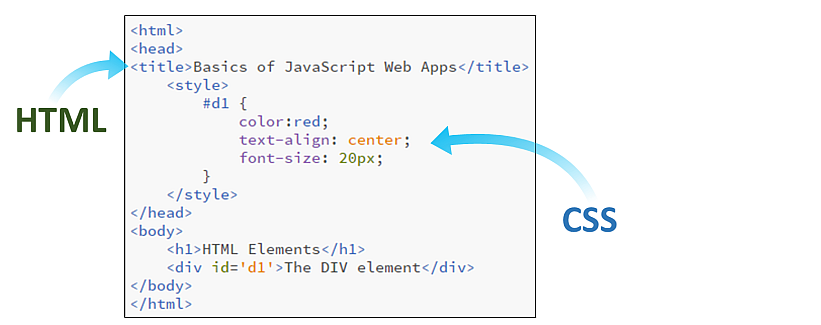 <html>
<head>
<title>Basics of JavaScript Web Apps</title>
    <style>
        #d1 {
            color:red;
            text-align: center;
            font-size: 20px;
        }
    </style>
</head>
<body>
    <h1>HTML Elements</h1>
    <div id='d1'>The DIV element</div>
</body>
</html>
HTML
CSS